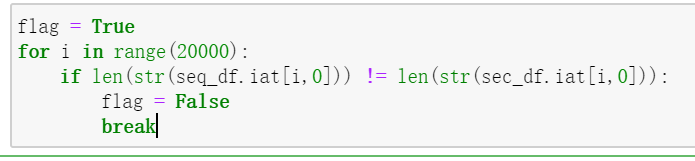 flag = True
for i in range(20000):
    if len(str(seq_df.iat[i,0])) != len(str(sec_df.iat[i,0])):
        flag = False
        break